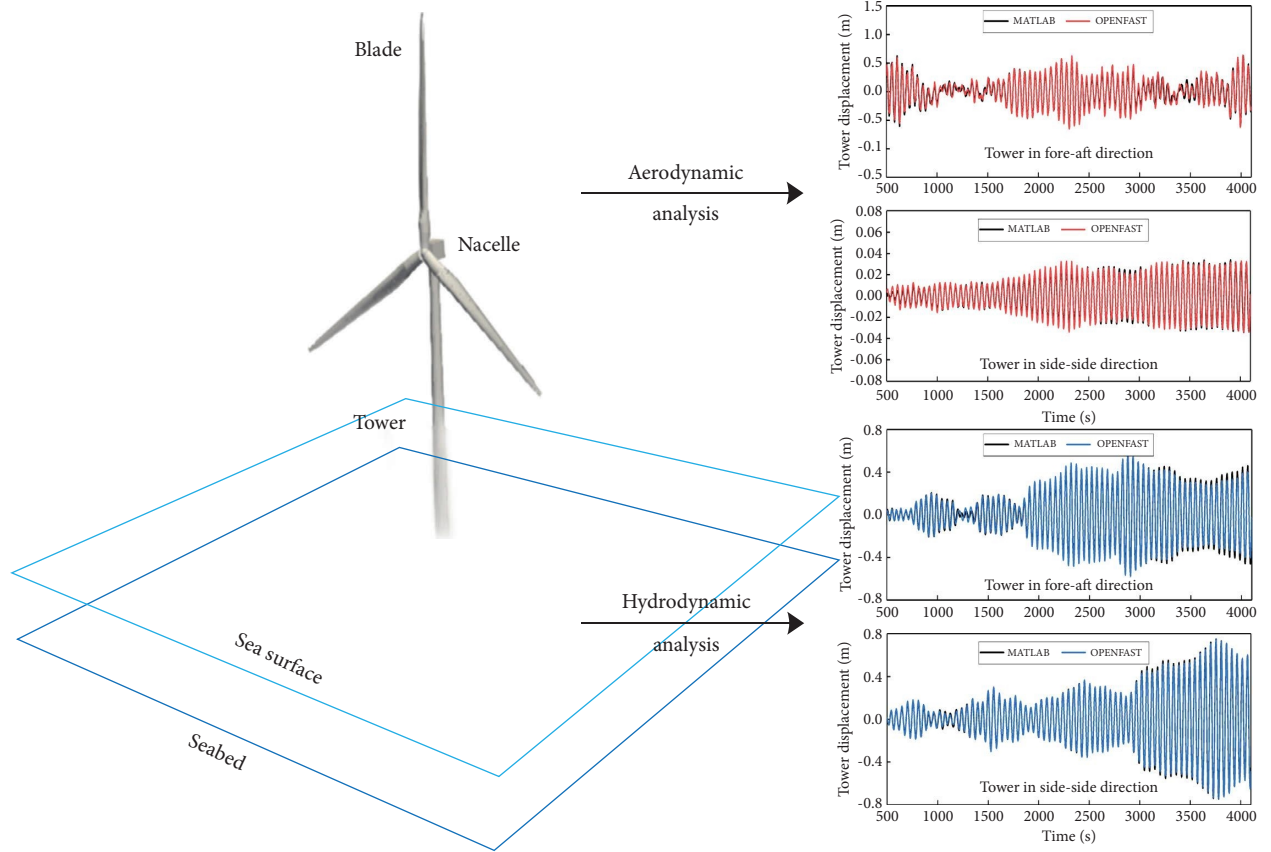 Blade
Nacelle
Tower
Sea surface
Seabed
Aerodynamic
analysis
Hydrodynamic
analysis
Tower displacement (m)
1.5
1.0
0.5
0.0
-0.5
-0.1
-0.5
MATLAB OPENFAST
Tower in fore-aft direction
500 1000 1500 2000 2500 3000 3500 4000
Tower displacement (m)
0.08
0.06
0.04
0.02
0.00
-0.02
-0.04
-0.06
-0.08
MATLAB OPENFAST
Tower in side-side direction
500 1000 1500 2000 2500 3000 3500 4000
Time (s)
Tower displacement (m)
0.8
0.4
0.0
-0.4
-0.8
MATLAB OPENFAST
Tower in fore-aft direction
500 1000 1500 2000 2500 3000 3500 4000
Tower displacement (m)
0.8
0.4
0.0
-0.4
-0.8
MATLAB OPENFAST
Tower in side-side direction
500 1000 1500 2000 2500 3000 3500 4000
Time (s)